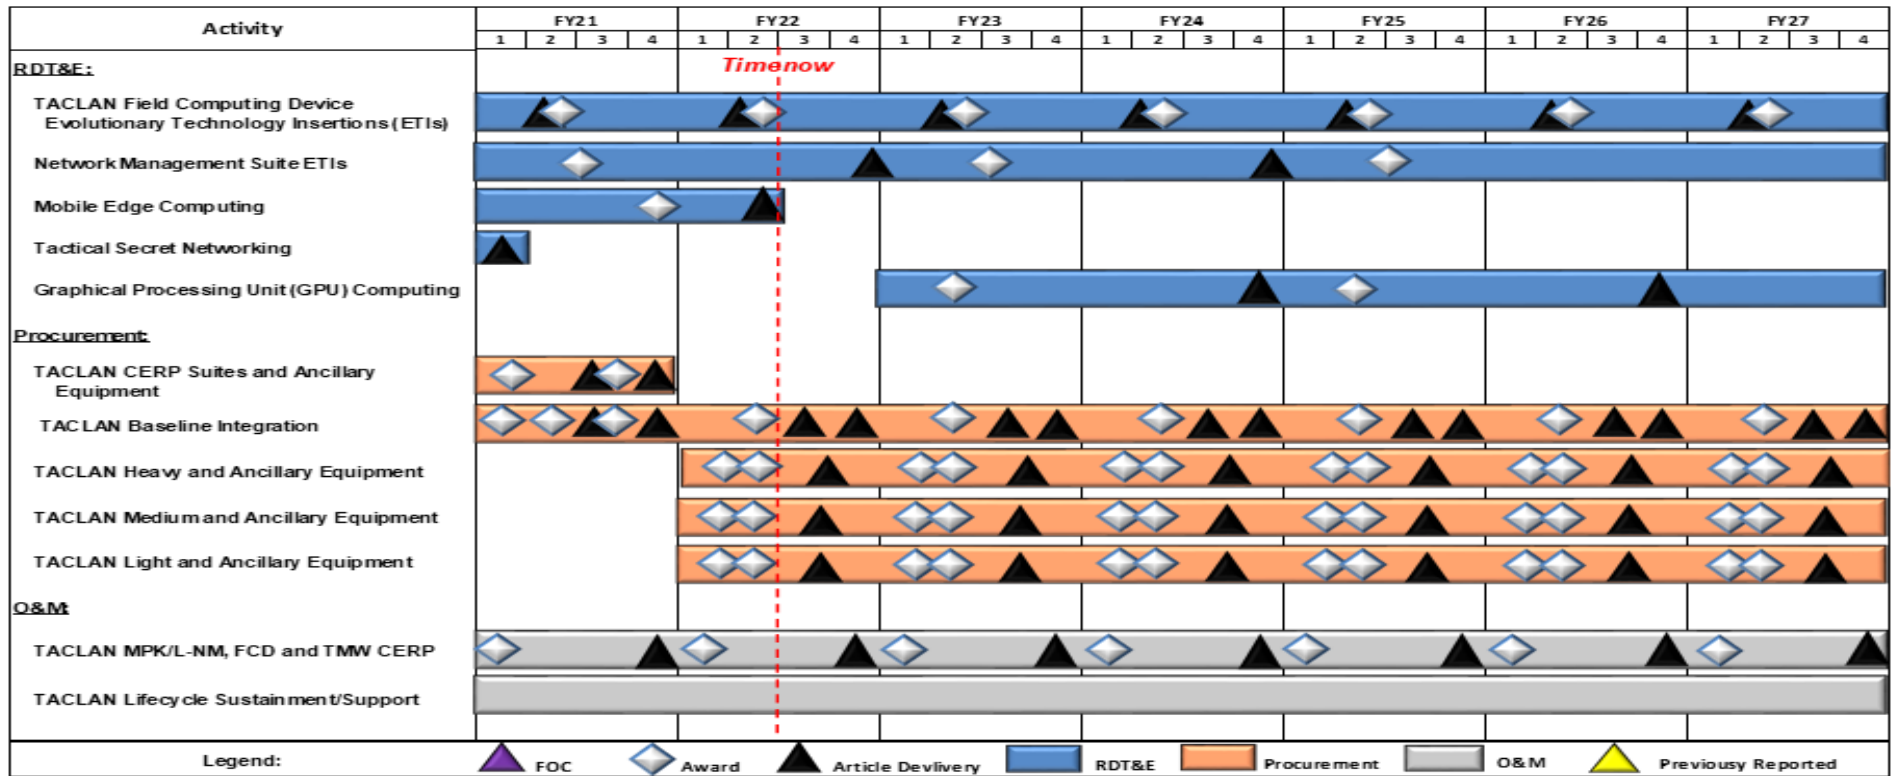 Activity FY21 FY22 FY23 FY24 FY25 FY26 FY27
1 2 3 4 1 2 3 4 1 2 3 4 1 2 3 4 1 2 3 4 1 2 3 4 1 2 3 4
RDT&E:
Timenow
TACLAN Field Computing Device
Evolutionary Technology Insertions (ETIs)
Network Management Suite ETIs
Mobile Edge Computing
Tactical Secret Networking
Graphical Processing Unit (GPU) Computing
Procurement:
TACLAN CERP Suites and Ancillary
Equipment
TACLAN Baseline Integration
TACLAN Heavy and Ancillary Equipment
TACLAN Medium and Ancillary Equipment
TACLAN Light and Ancillary Equipment
O&M:
TACLAN MPK/L-NM, FCD and TMW CERP
TACLAN Lifecycle Sustainment/Support
Legend: FOC Award Article Devlivery RDT&E Procurement O&M Previousy Reported